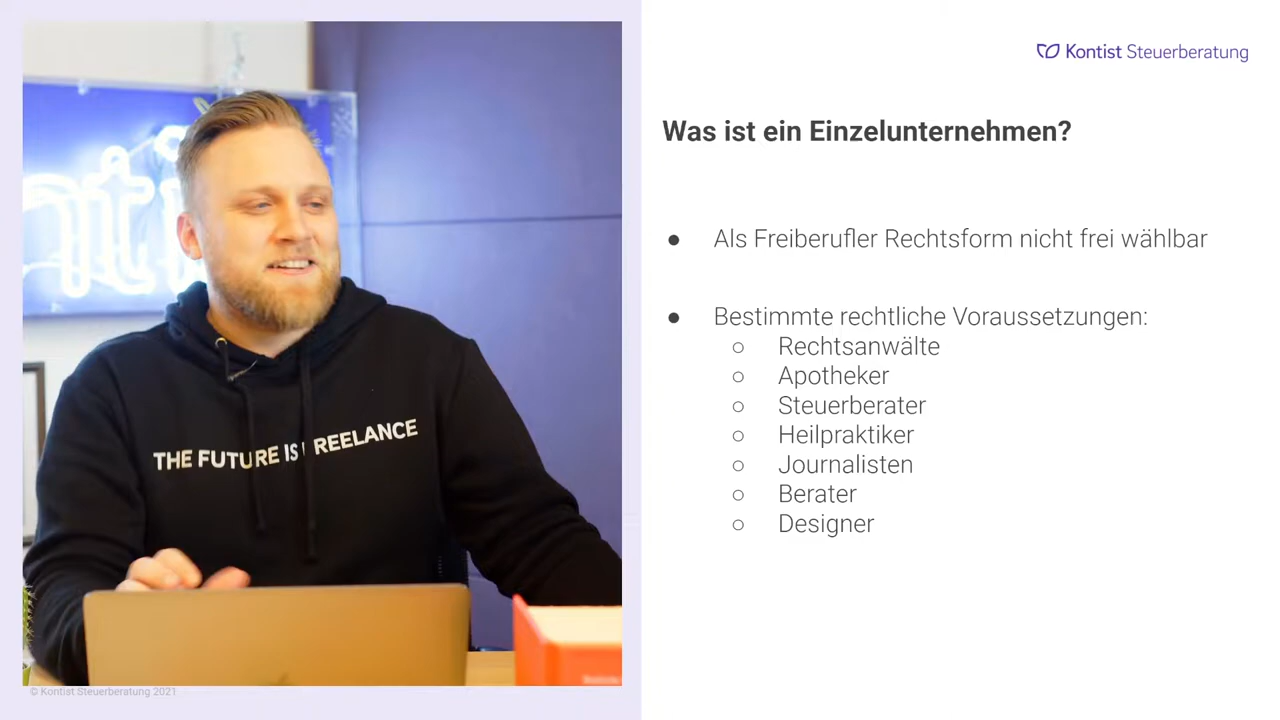 Kontist Steuerberatung
Was ist ein Einzelunternehmen?
● Als Freiberufler Rechtsform nicht frei wählbar
● Bestimmte rechtliche Voraussetzungen:
○ Rechtsanwälte
○ Apotheker
○ Steuerberater
○ Heilpraktiker
○ Journalisten
○ Berater
○ Designer
THE FUTURE IS FREELANCE
© Kontist Steuerberatung 2021